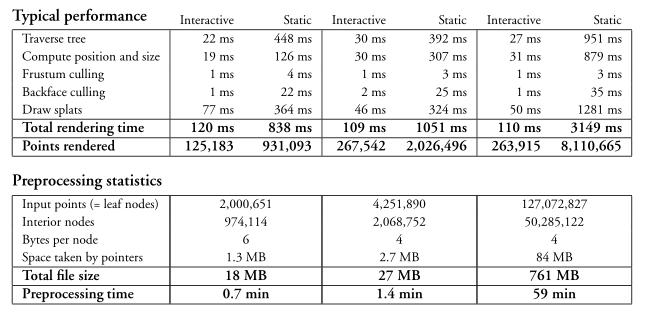 Typical performance Interactive Static Interactive Static Interactive Static
Traverse tree 22 ms 448 ms 30 ms 392 ms 27 ms 951 ms
Compute position and size 19 ms 126 ms 30 ms 307 ms 31 ms 879 ms
Frustum culling 1 ms 4 ms 1 ms 3 ms 1 ms 3 ms
Backface culling 1 ms 22 ms 2 ms 25 ms 1 ms 35 ms
Draw splats 77 ms 364 ms 46 ms 324 ms 50 ms 1281 ms
Total rendering time 120 ms 838 ms 109 ms 1051 ms 110 ms 3149 ms
Points rendered 125,183 931,093 267,542 2,026,496 263,915 8,110,665
Preprocessing statistics
Input points (= leaf nodes) 2,000,651 4,251,890 127,072,827
Interior nodes 974,114 2,068,752 50,285,122
Bytes per node 6 4 4
Space taken by pointers 1.3 MB 2.7 MB 84 MB
Total file size 18 MB 27 MB 761 MB
Preprocessing time 0.7 min 1.4 min 59 min